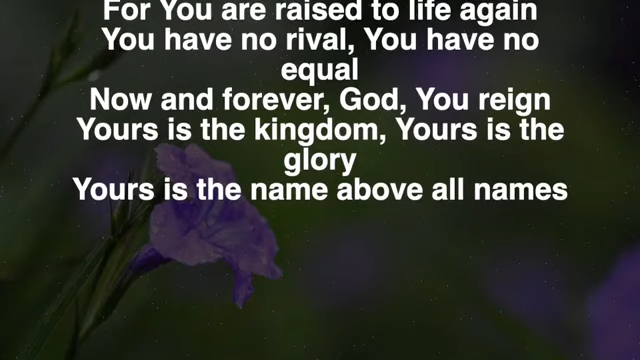 For You are raised to life again
You have no rival, You have no
equal
Now and forever, God, You reign
Yours is the kingdom, Yours is the
glory
Yours is the name above all names